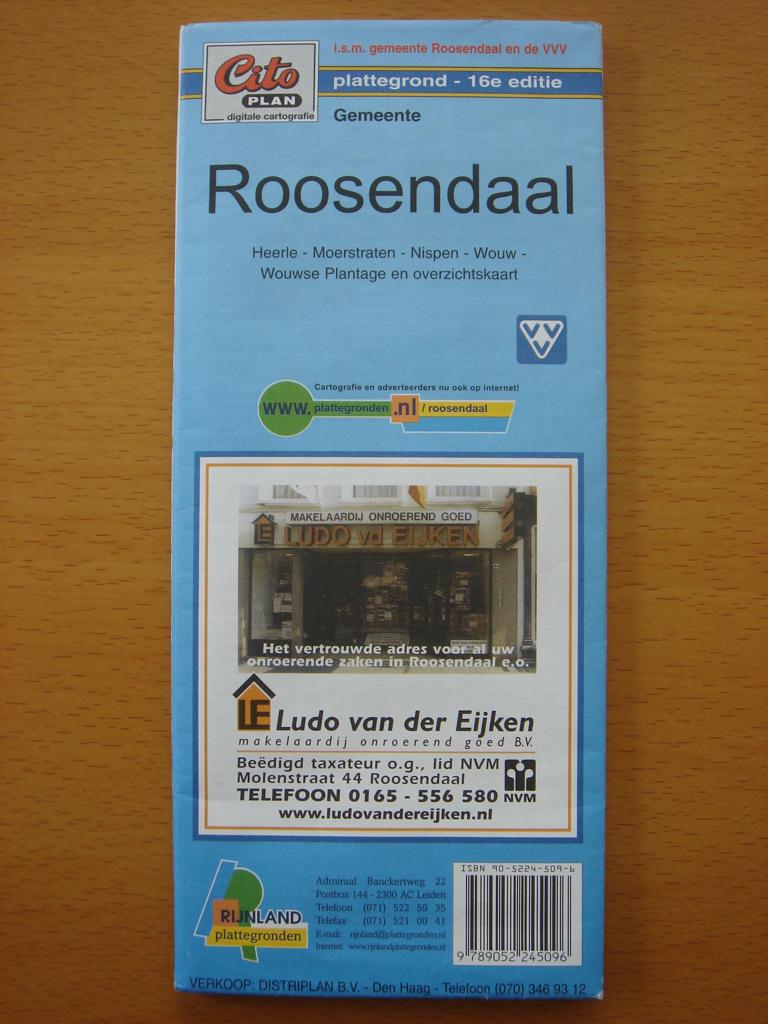 Cito
PLAN
digitale cartografie
i.s.m. gemeente Roosendaal en de VVV
plattegrond - 16e editie
Gemeente
Roosendaal
Heerle - Moerstraten - Nispen - Wouw -
Wouwse Plantage en overzichtskaart
VVV
Cartografie en adverteerders nu ook op internet!
www.plattegronden.nl/roosendaal
MAKELAARDIJ ONROEREND GOED
LE LUDO vd EIJKEN
Het vertrouwde adres voor al uw
onroerende zaken in Roosendaal e.o.
LE Ludo van der Eijken
makelaardij onroerend goed B.V.
Beëdigd taxateur o.g., lid NVM
Molenstraat 44 Roosendaal
TELEFOON 0165 - 556 580 NVM
www.ludovandereijken.nl
RIJNLAND
plattegronden
Admiraal Banckertweg 22
Postbus 144 - 2300 AC Leiden
Telefoon (071) 522 59 35
Telefax (071) 521 00 41
E-mail: rijnland@plattegronden.nl
Internet: www.rijnlandplattegronden.nl
ISBN 90-5224-509-6
9 789052 245096
VERKOOP: DISTRIPLAN B.V. - Den Haag - Telefoon (070) 346 93 12